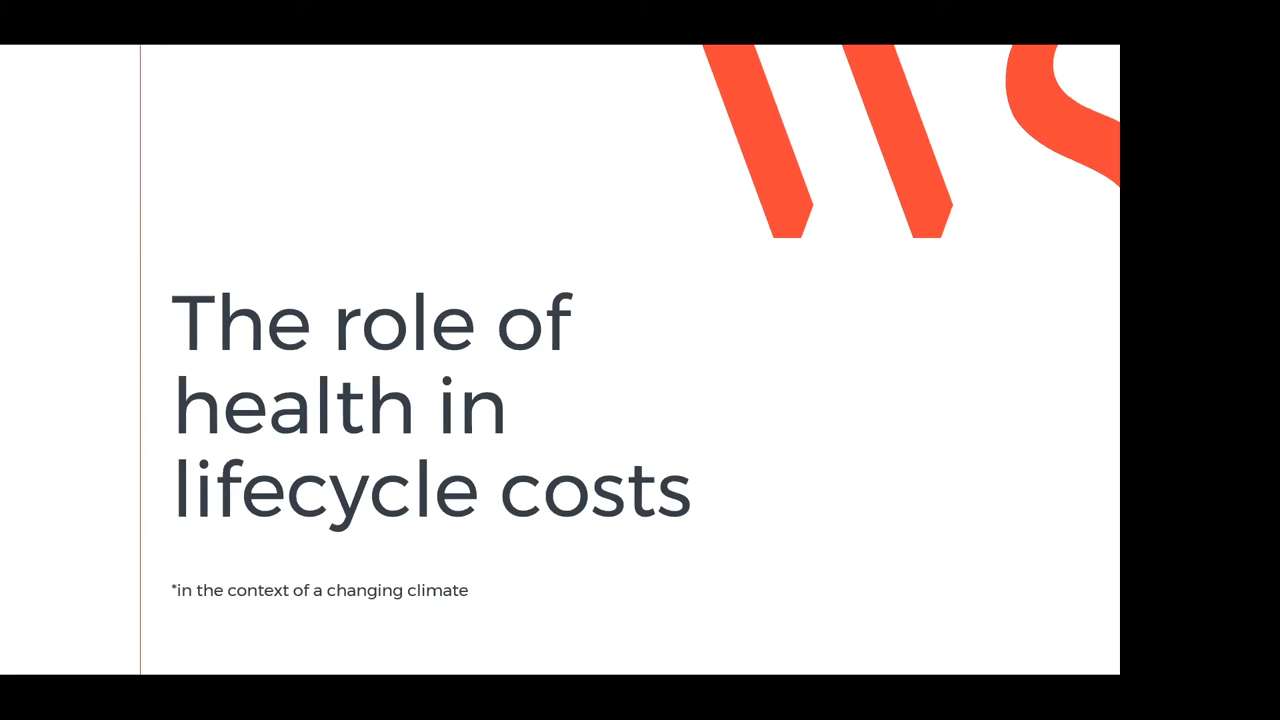 The role of
health in
lifecycle costs
*in the context of a changing climate